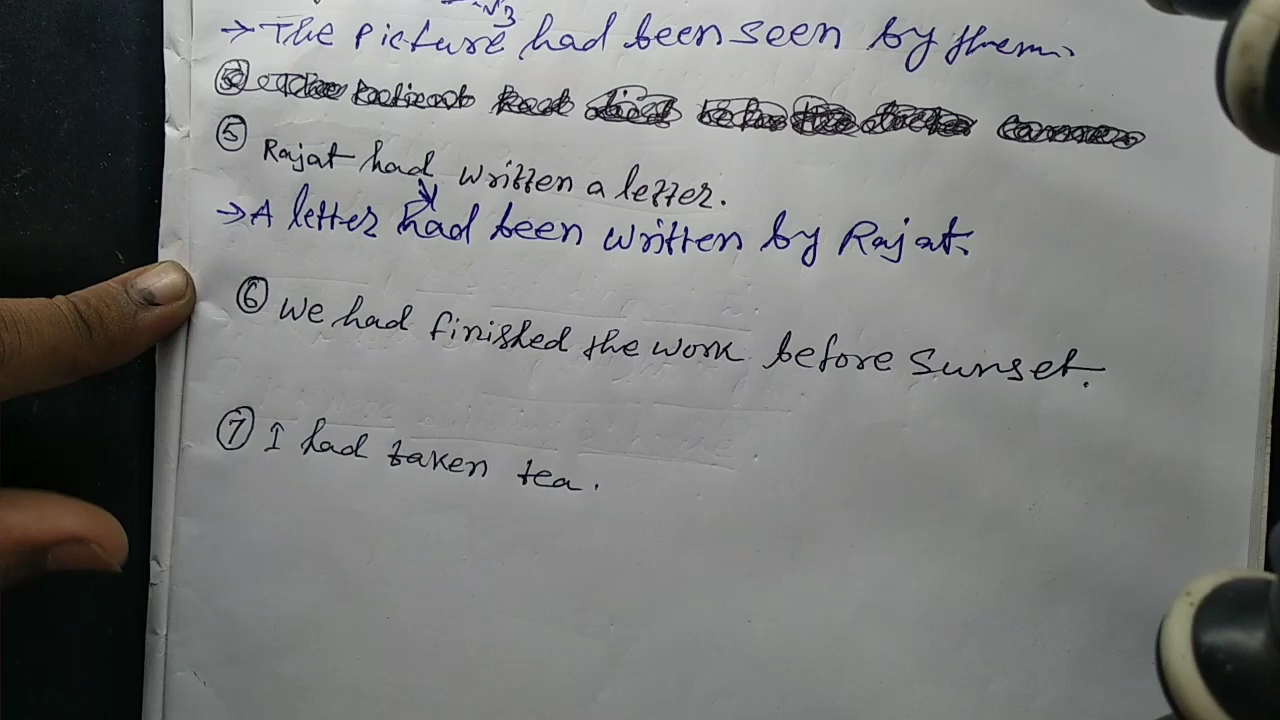 → The picture had been seen by them.
⑤ Rajat had written a letter.
→ A letter had been written by Rajat.
⑥ We had finished the work before sunset.
⑦ I had taken tea.